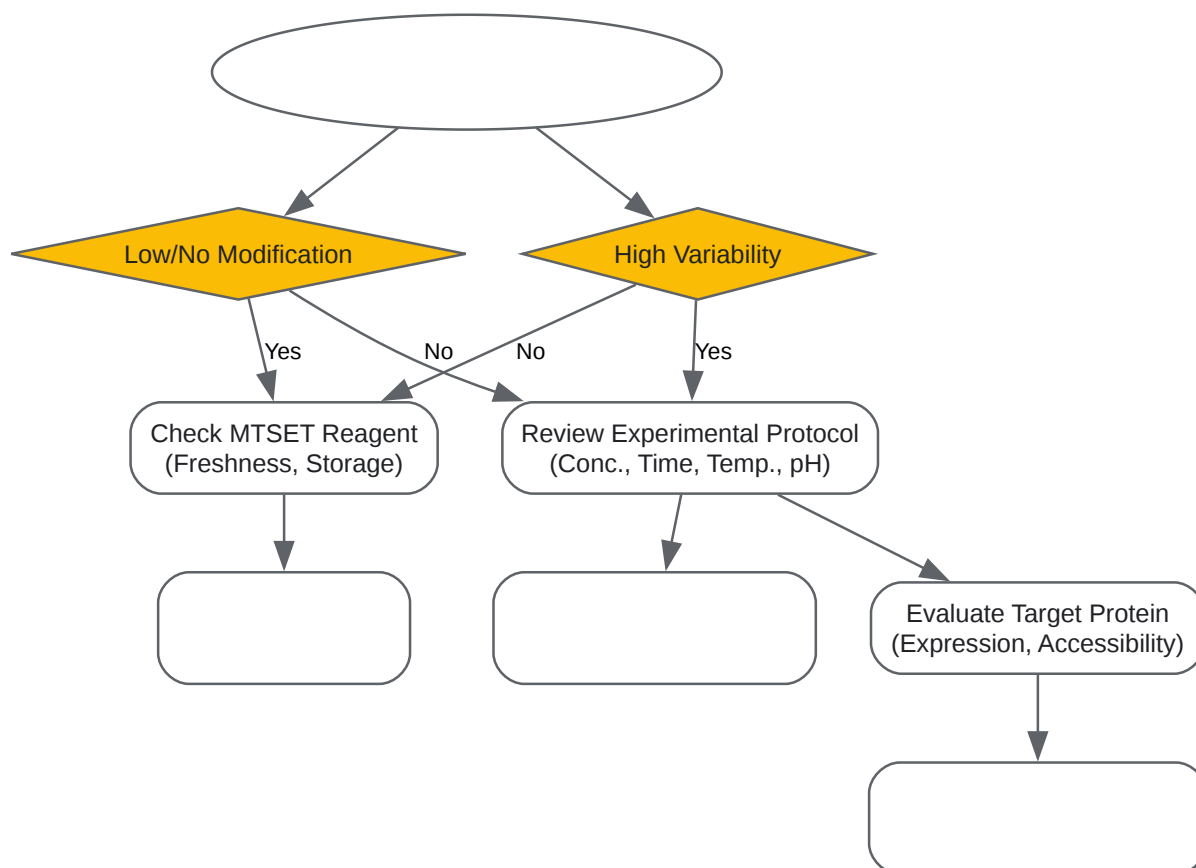 Low/No Modification
High Variability
Yes
No
No
Yes
Check MTSET Reagent
(Freshness, Storage)
Review Experimental Protocol
(Conc., Time, Temp., pH)
Evaluate Target Protein
(Expression, Accessibility)